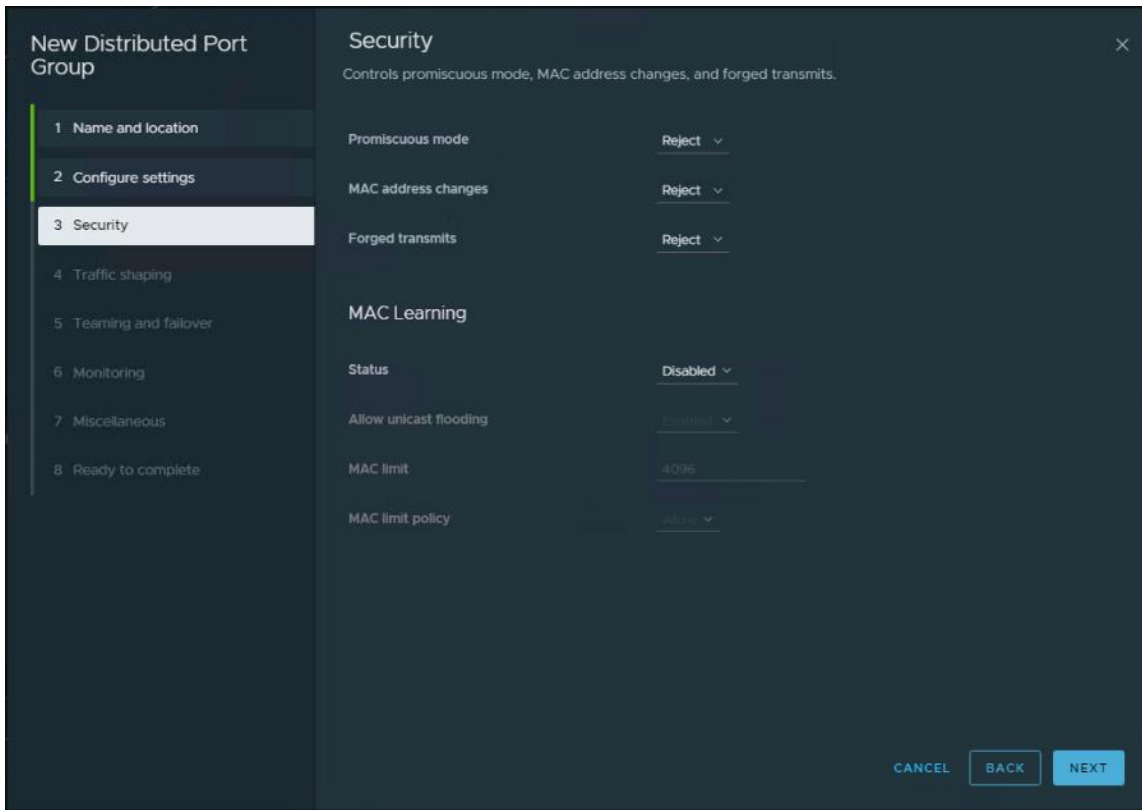 New Distributed Port
Group
1 Name and location
2 Configure settings
3 Security
4 Traffic shaping
5 Teaming and failover
6 Monitoring
7 Miscellaneous
8 Ready to complete
Security
Controls promiscuous mode, MAC address changes, and forged transmits.
Promiscuous mode Reject
MAC address changes Reject
Forged transmits Reject
MAC Learning
Status Disabled
Allow unicast flooding Enabled
MAC limit 4096
MAC limit policy Allow
CANCEL BACK NEXT